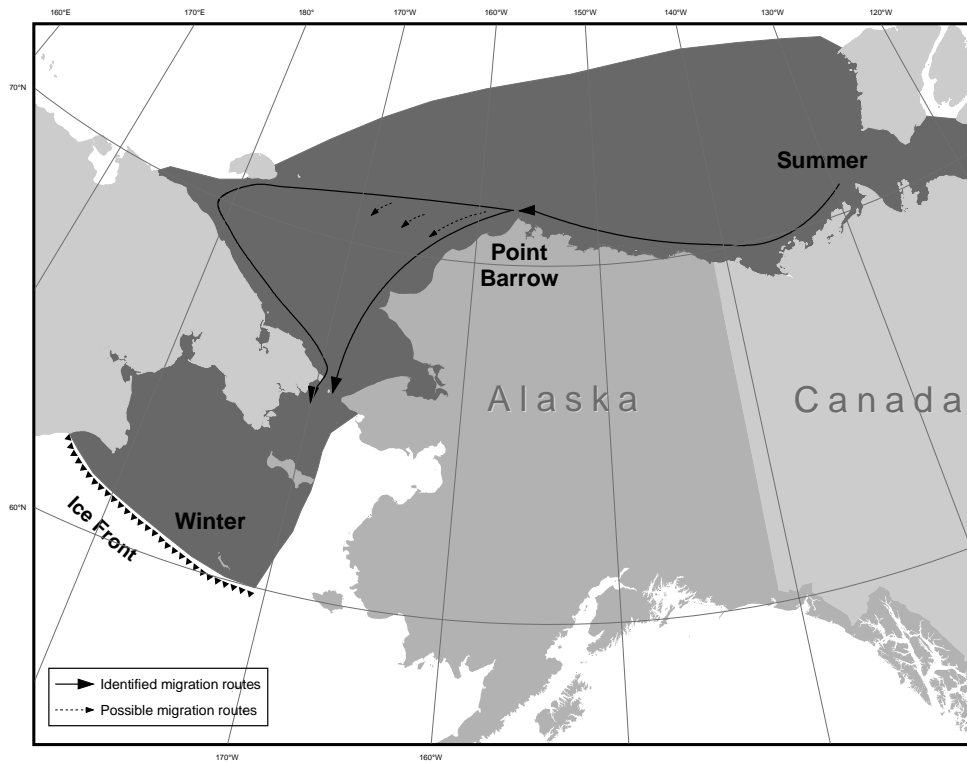 160°E
170°E
180°
170°W
160°W
150°W
140°W
130°W
120°W
70°N
Summer
Point
Barrow
Alaska
Canada
60°N
Ice Front
Winter
Identified migration routes
Possible migration routes
170°W
160°W